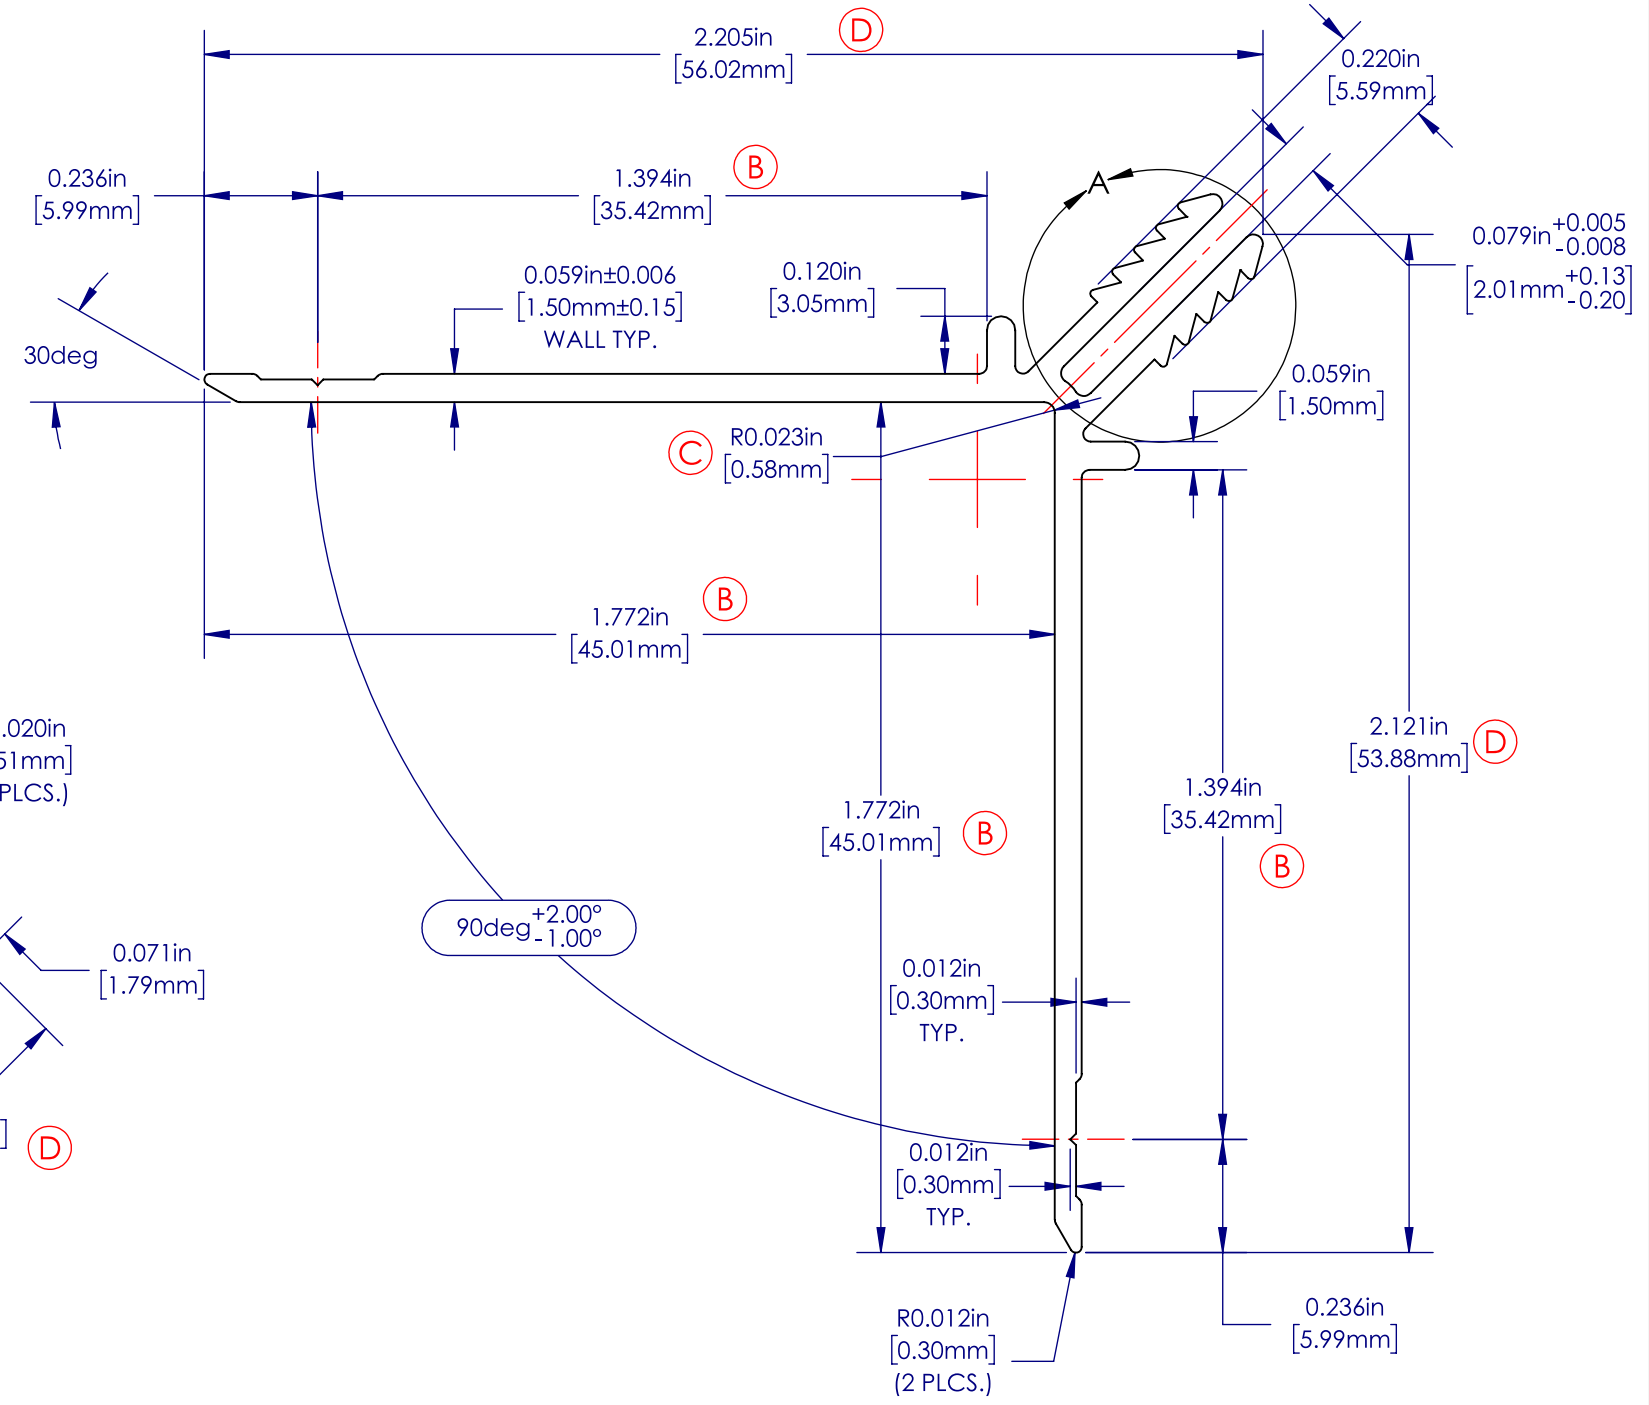 2.205in
[56.02mm]
D
0.220in
[5.59mm]
0.236in
[5.99mm]
1.394in
[35.42mm]
B
A
0.079in +0.005
-0.008
[2.01mm +0.13
-0.20]
0.059in±0.006
[1.50mm±0.15]
WALL TYP.
0.120in
[3.05mm]
30deg
0.059in
[1.50mm]
C
R0.023in
[0.58mm]
1.772in
[45.01mm]
B
.020in
51mm]
PLCS.)
2.121in
[53.88mm]
D
1.772in
[45.01mm]
B
1.394in
[35.42mm]
B
90deg +2.00°
-1.00°
0.071in
[1.79mm]
0.012in
[0.30mm]
TYP.
]
D
0.012in
[0.30mm]
TYP.
R0.012in
[0.30mm]
(2 PLCS.)
0.236in
[5.99mm]